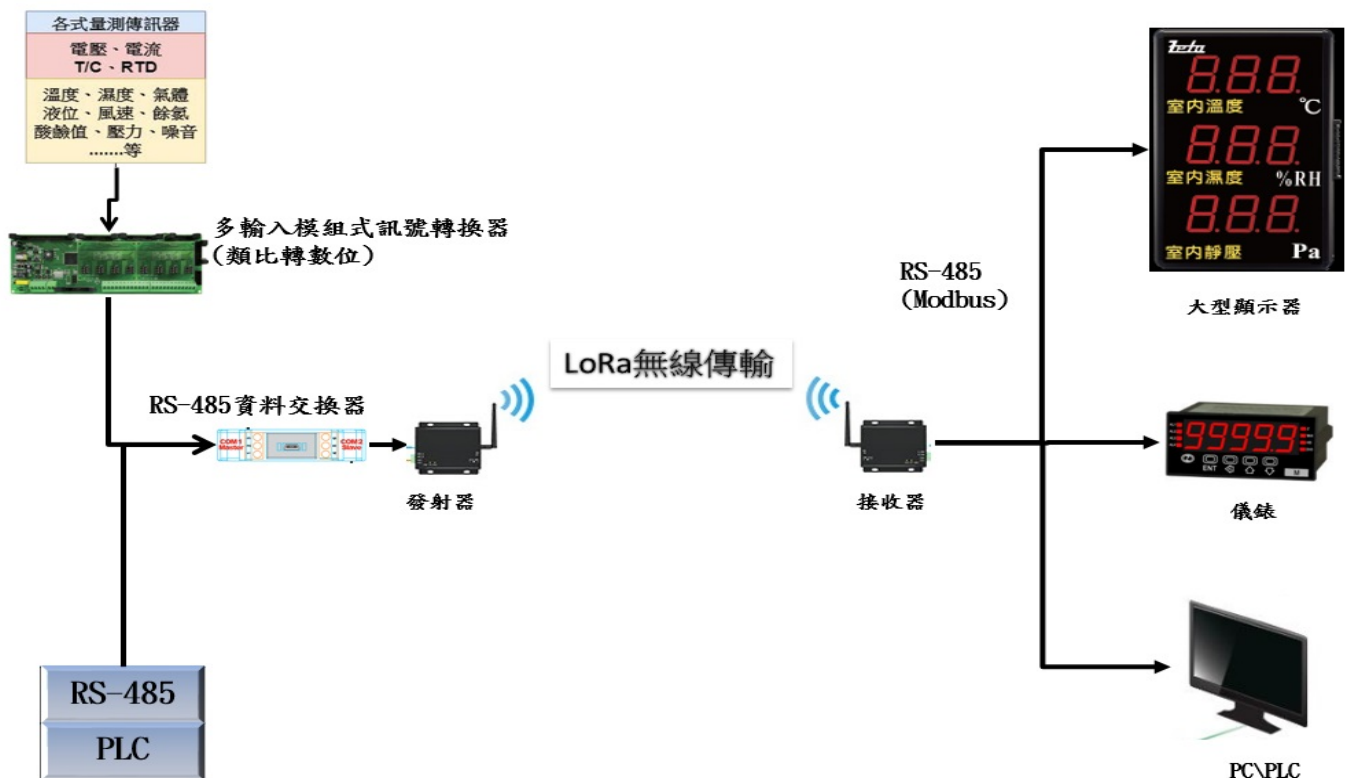 各式量測傳訊器
電壓、電流
T/C、RTD
溫度、濕度、氣體
液位、風速、餘氨
酸鹼值、壓力、噪音
.......等
多輸入模組式訊號轉換器
(類比轉數位)
RS-485資料交換器
COM1
Master
COM2
Slave
發射器
RS-485
PLC
LoRa無線傳輸
接收器
RS-485
(Modbus)
8.8.8.
室內溫度 ℃
8.8.8.
室內濕度 %RH
8.8.8.
室內靜壓 Pa
大型顯示器
99999
ENT
M
儀錶
PC\PLC